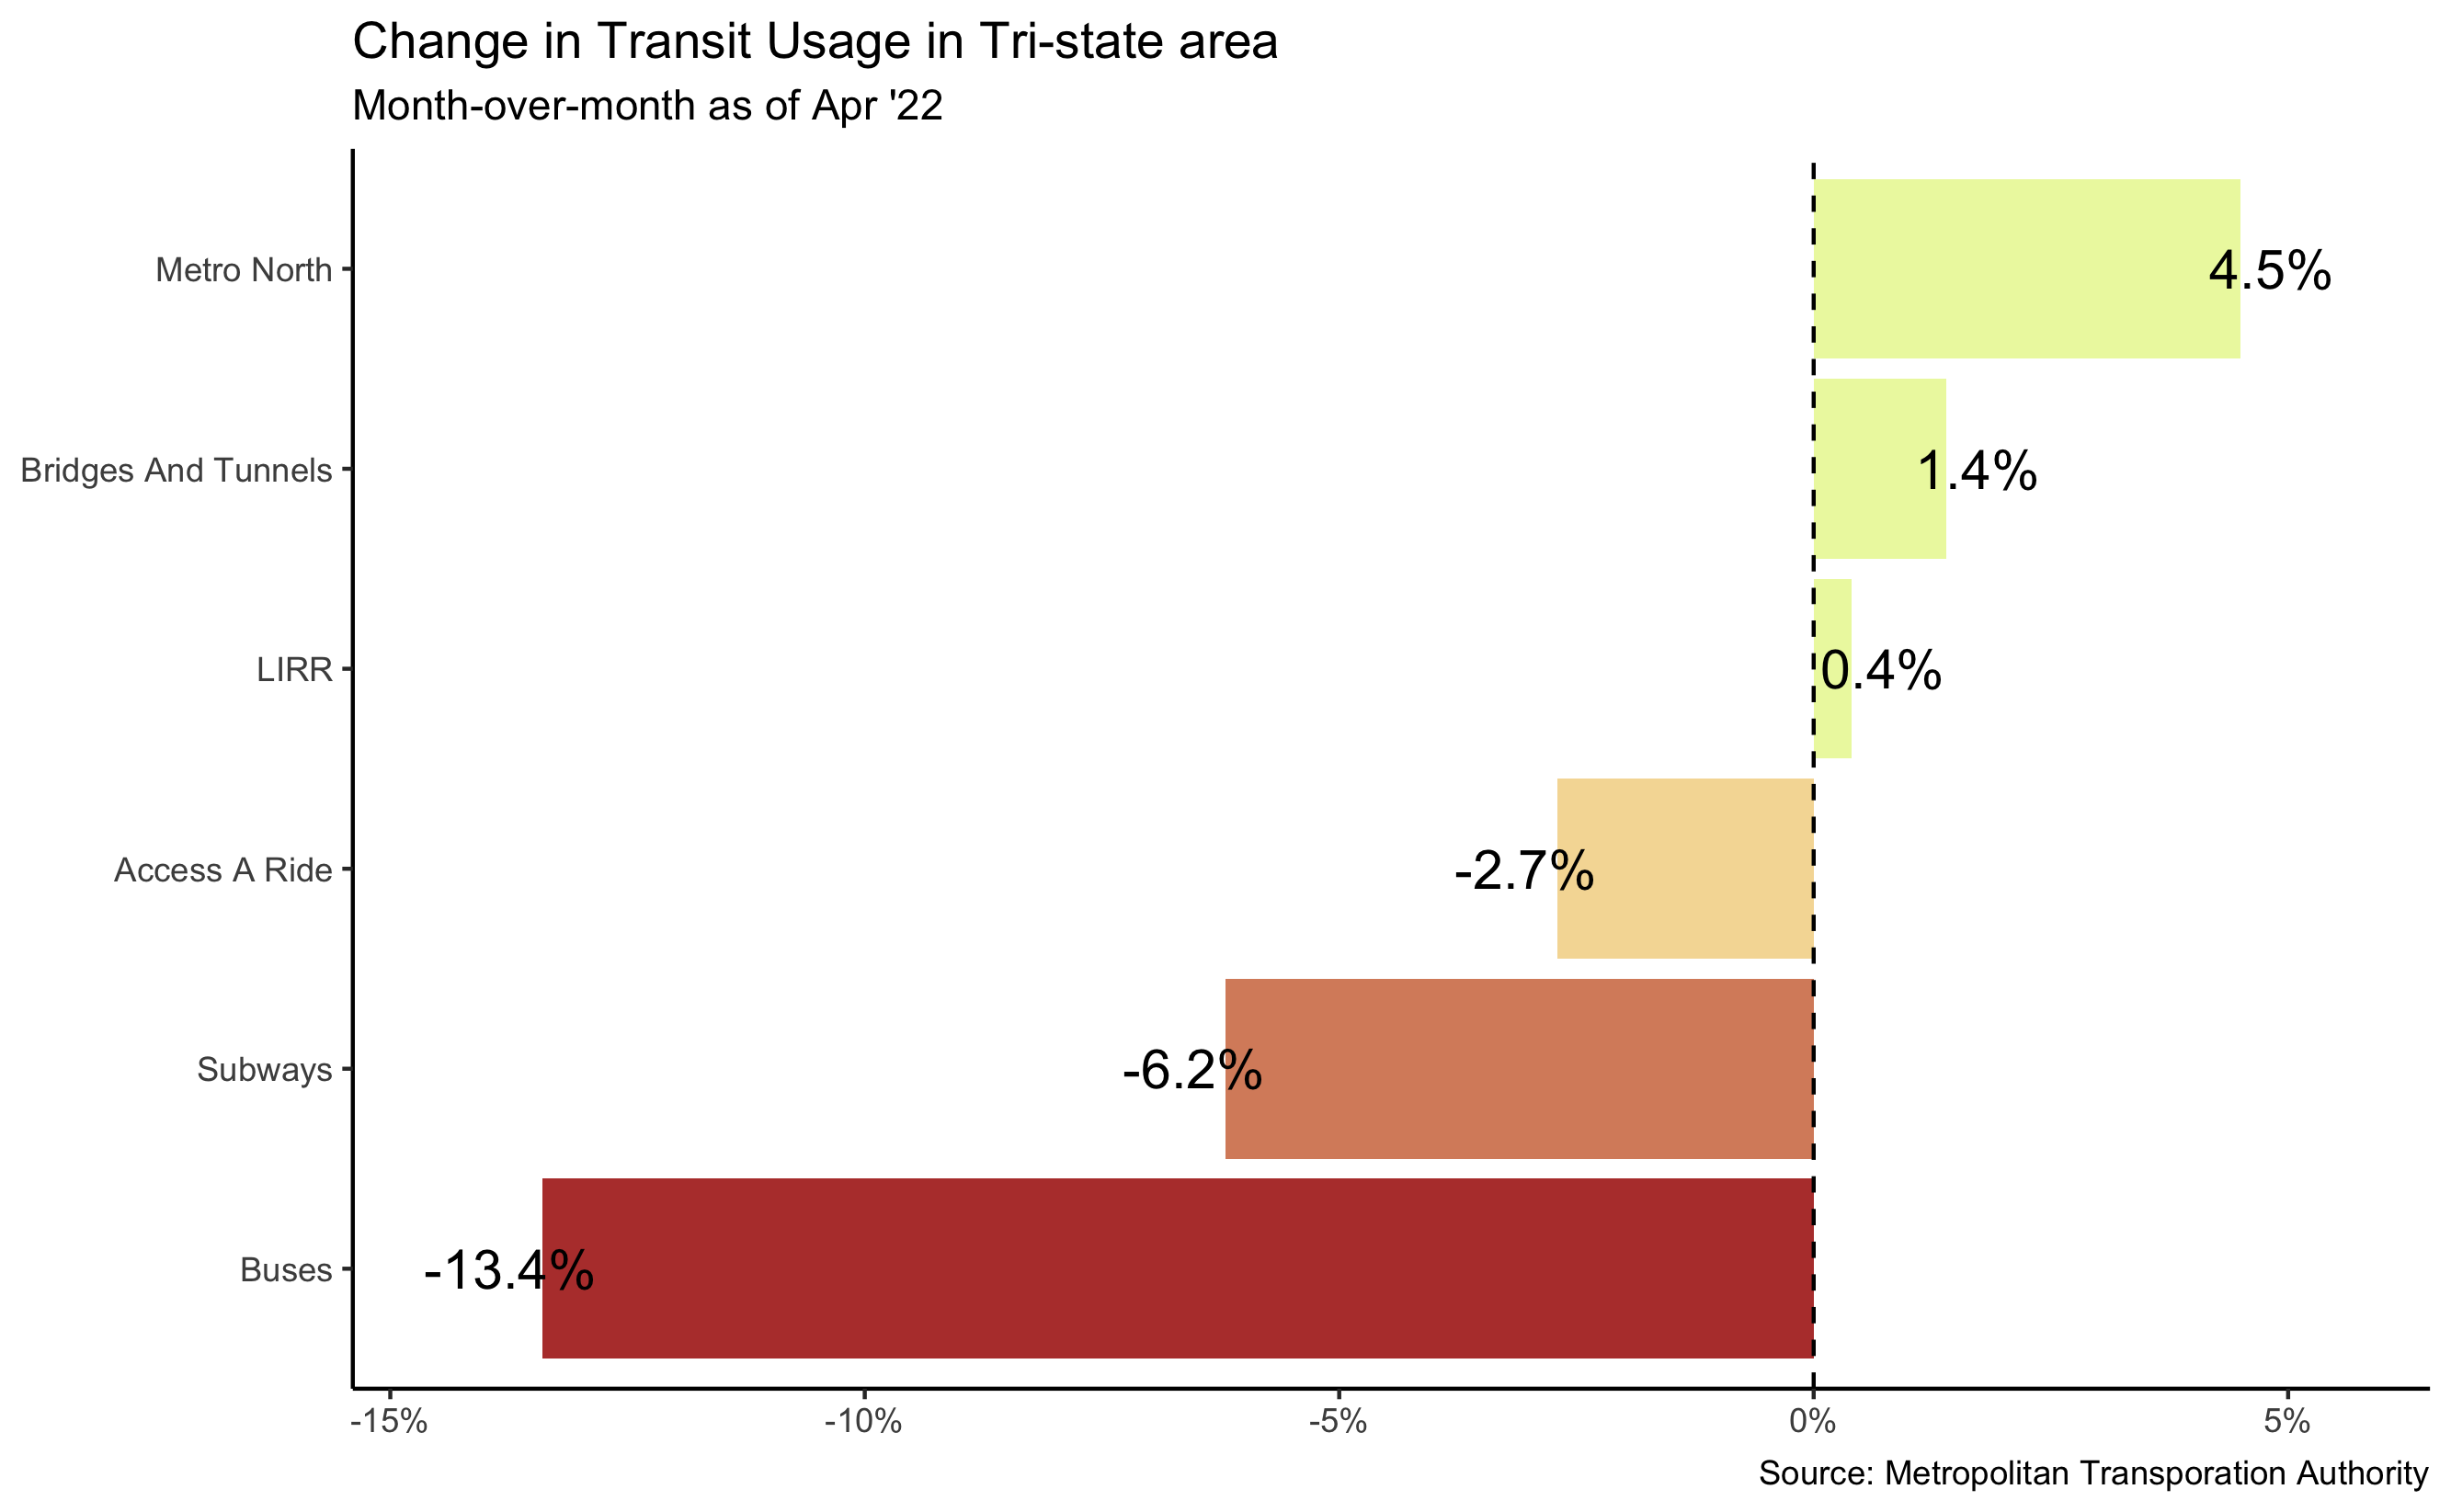 Change in Transit Usage in Tri-state area
Month-over-month as of Apr '22
Metro North
4.5%
Bridges And Tunnels
1.4%
LIRR
0.4%
Access A Ride
-2.7%
Subways
-6.2%
Buses
-13.4%
-15%
-10%
-5%
0%
5%
Source: Metropolitan Transporation Authority